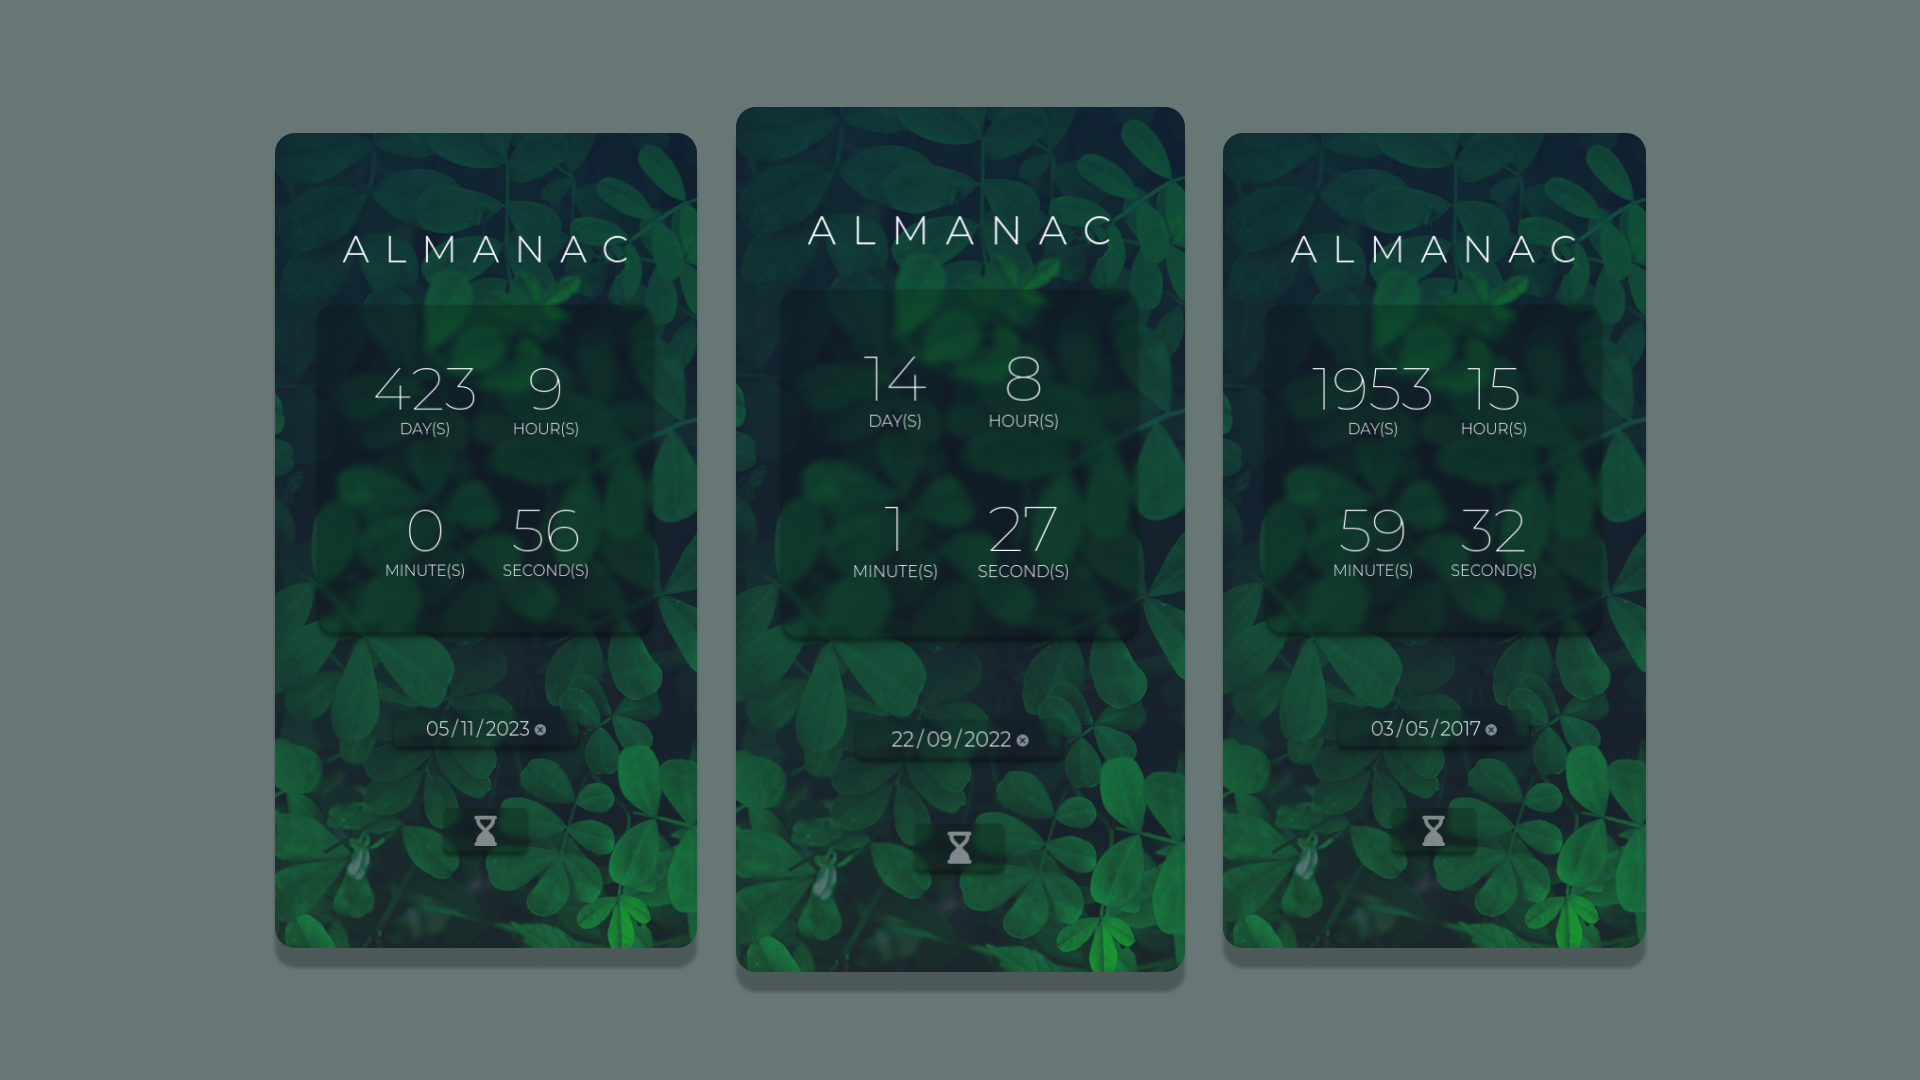 ALMANAC
423 9
DAY(S) HOUR(S)
0 56
MINUTE(S) SECOND(S)
05/11/2023
ALMANAC
14 8
DAY(S) HOUR(S)
1 27
MINUTE(S) SECOND(S)
22/09/2022
ALMANAC
1953 15
DAY(S) HOUR(S)
59 32
MINUTE(S) SECOND(S)
03/05/2017